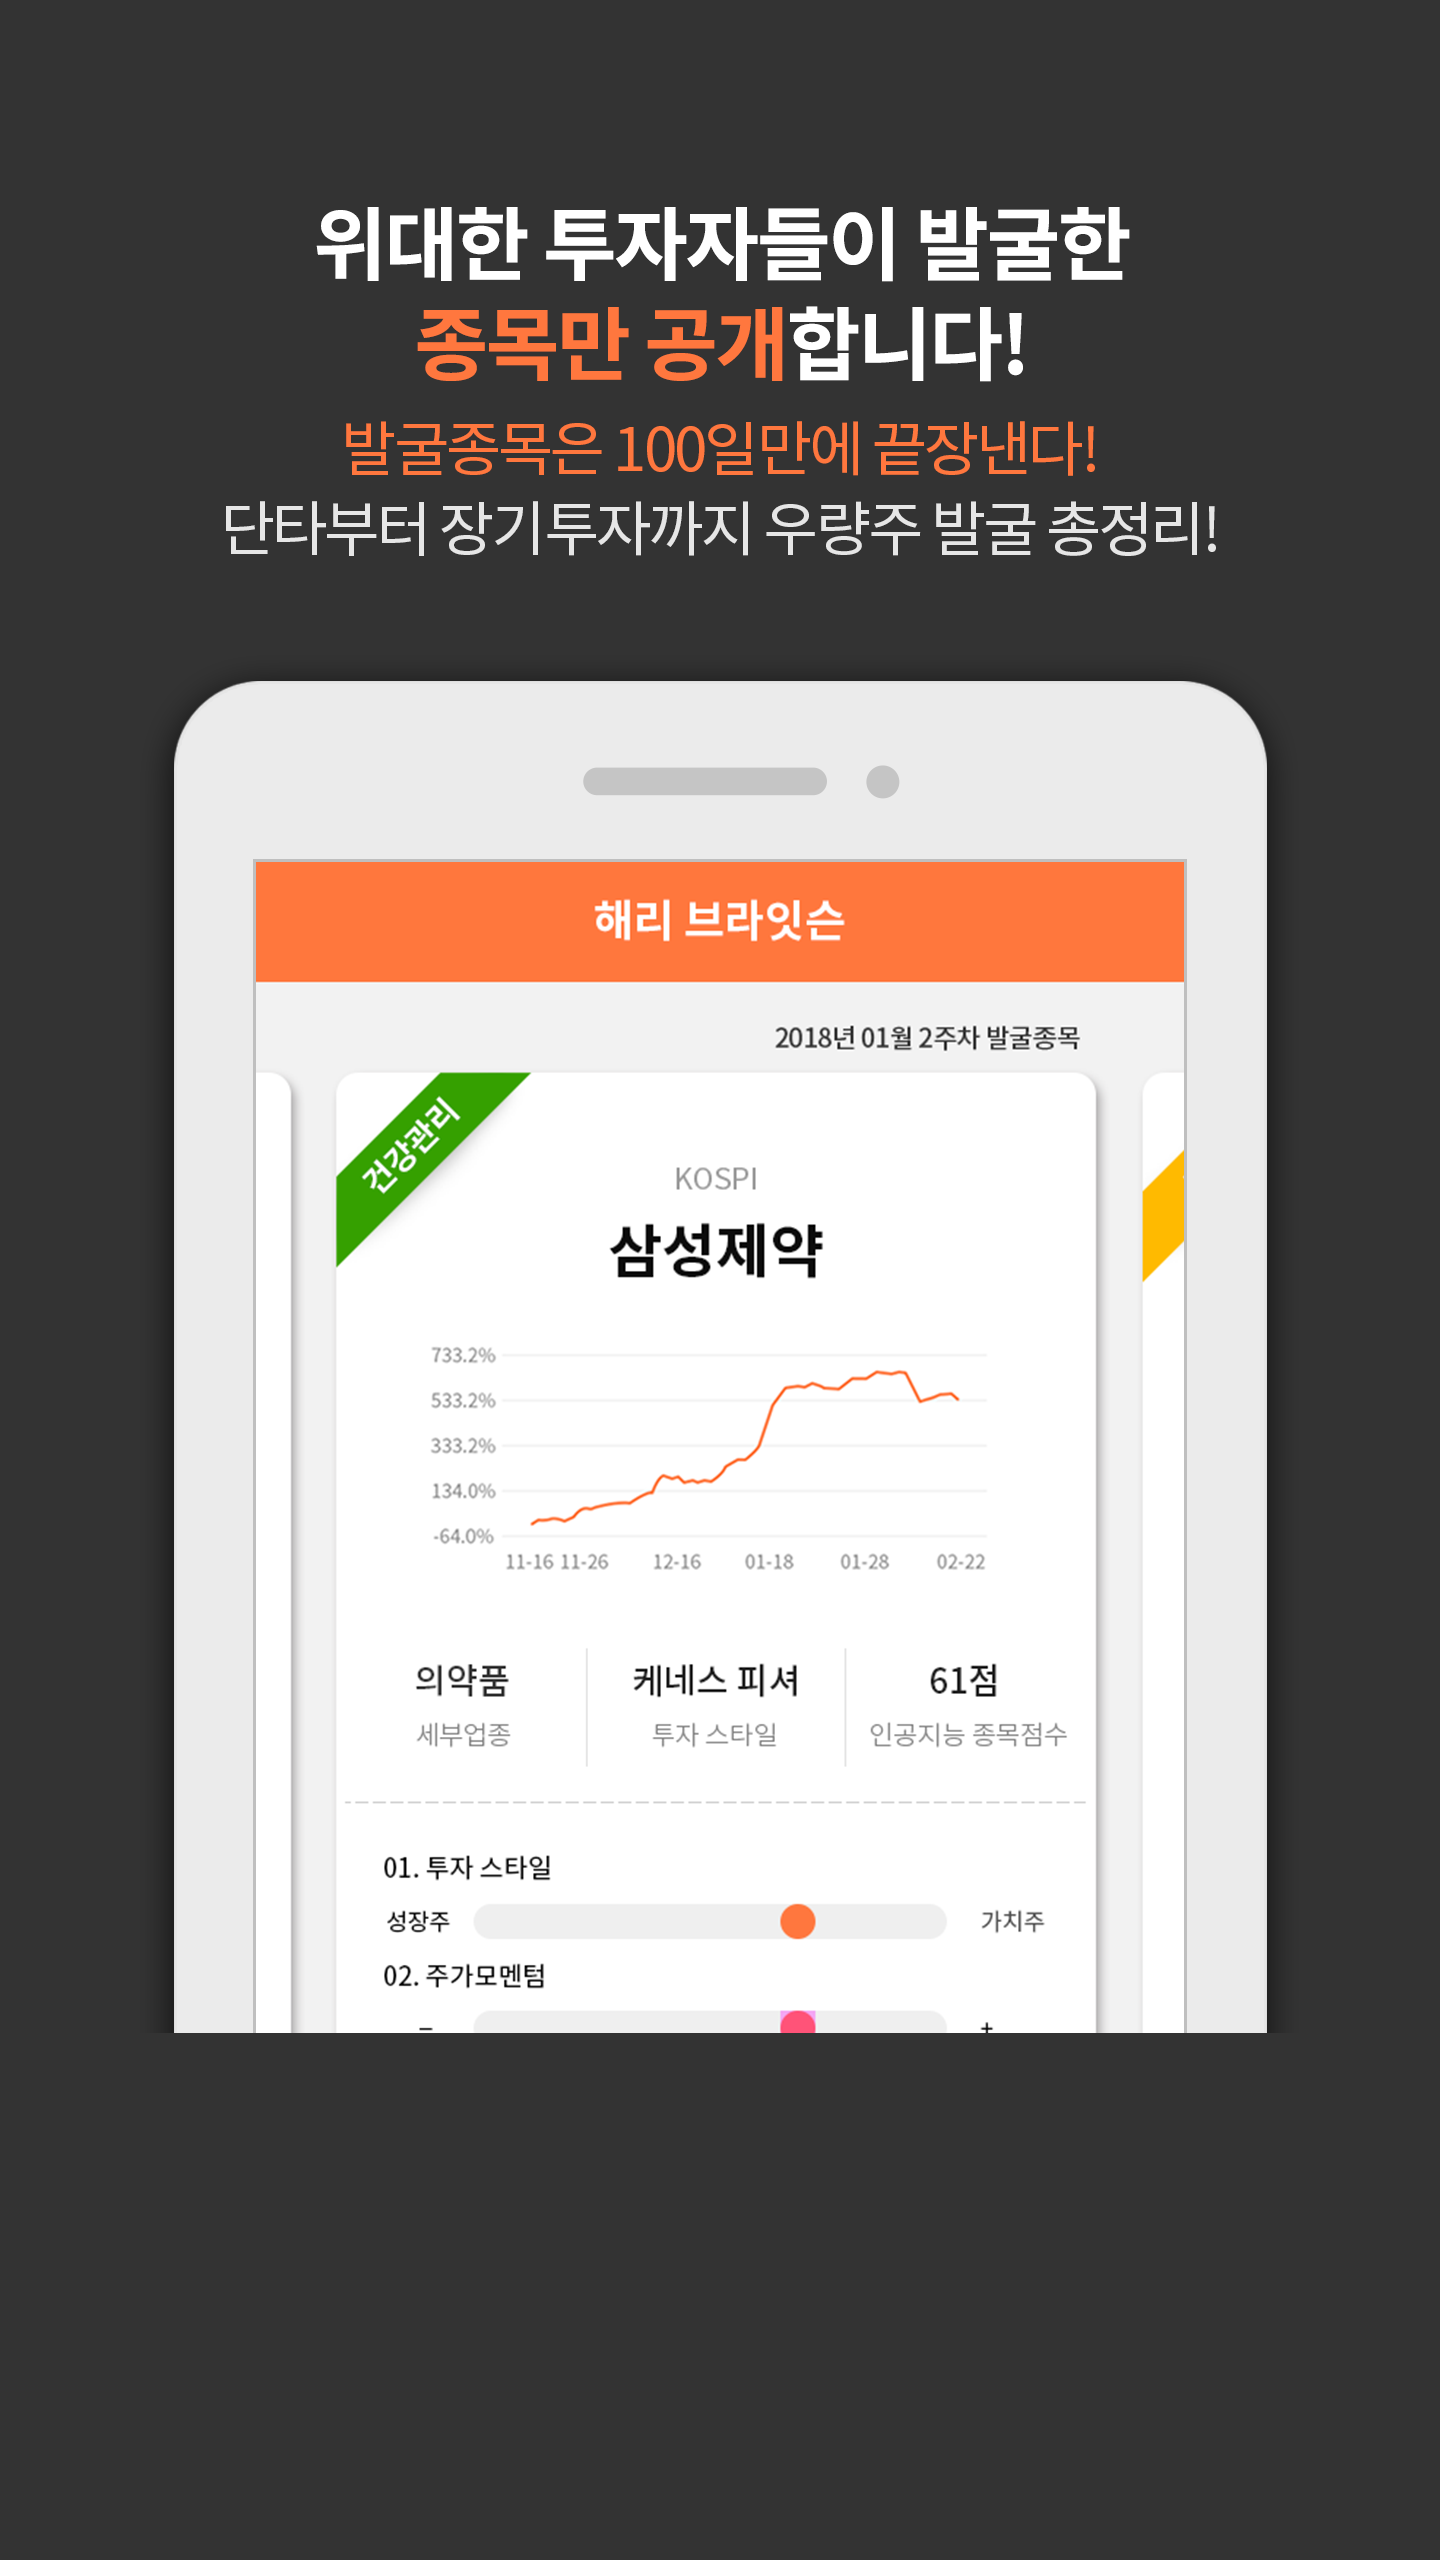 위대한 투자자들이 발굴한
종목만 공개합니다!
발굴종목은 100일만에 끝장낸다!
단타부터 장기투자까지 우량주 발굴 총정리!
해리 브라잇슨
2018년 01월 2주차 발굴종목
건강관리
KOSPI
삼성제약
733.2%
533.2%
333.2%
134.0%
-64.0%
11-16 11-26 12-16 01-18 01-28 02-22
의약품 케네스 피셔 61점
세부업종 투자 스타일 인공지능 종목점수
01. 투자 스타일
성장주 가치주
02. 주가모멘텀
- +